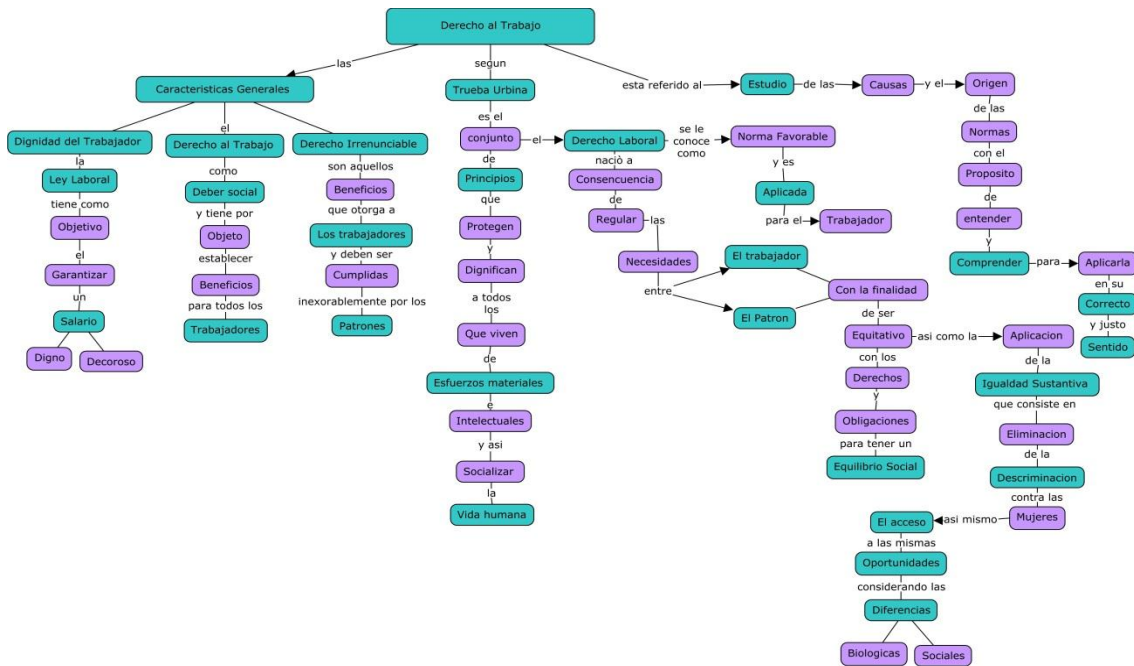 Derecho al Trabajo
las
Caracteristicas Generales
Dignidad del Trabajador
la
Ley Laboral
tiene como
Objetivo
el
Garantizar
un
Salario
Digno
Decoroso
el
Derecho al Trabajo
como
Deber social
y tiene por
Objeto
establecer
Beneficios
para todos los
Trabajadores
Derecho Irrenunciable
son aquellos
Beneficios
que otorga a
Los trabajadores
y deben ser
Cumplidas
inexorablemente por los
Patrones
segun
Trueba Urbina
es el
conjunto
de
Principios
que
Protegen
y
Dignifican
a todos
los
Que viven
de
Esfuerzos materiales
e
Intelectuales
y asi
Socializar
la
Vida humana
el
Derecho Laboral
se le
conoce
como
Norma Favorable
y es
Aplicada
para el
Trabajador
naciò a
Consencuencia
de
Regular
las
Necesidades
entre
El trabajador
El Patron
Con la finalidad
de ser
Equitativo
con los
Derechos
y
Obligaciones
para tener un
Equilibrio Social
asi como la
Aplicacion
de la
Igualdad Sustantiva
que consiste en
Eliminacion
de la
Descriminacion
contra las
Mujeres
asi mismo
El acceso
a las mismas
Oportunidades
considerando las
Diferencias
Biologicas
Sociales
esta referido al
Estudio
de las
Causas
y el
Origen
de las
Normas
con el
Proposito
de
entender
y
Comprender
para
Aplicarla
en su
Correcto
y justo
Sentido